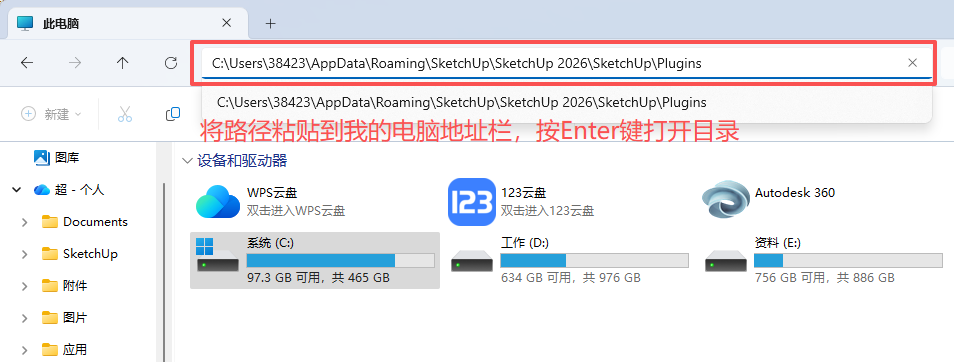 此电脑
C:\Users\38423\AppData\Roaming\SketchUp\SketchUp 2026\SketchUp\Plugins
C:\Users\38423\AppData\Roaming\SketchUp\SketchUp 2026\SketchUp\Plugins
新建
将路径粘贴到我的电脑地址栏，按Enter键打开目录
图库
超 - 个人
Documents
SketchUp
附件
图片
应用
设备和驱动器
WPS云盘
双击进入WPS云盘
123
123云盘
双击进入123云盘
Autodesk 360
系统 (C:)
97.3 GB 可用，共 465 GB
工作 (D:)
634 GB 可用，共 976 GB
资料 (E:)
756 GB 可用，共 886 GB